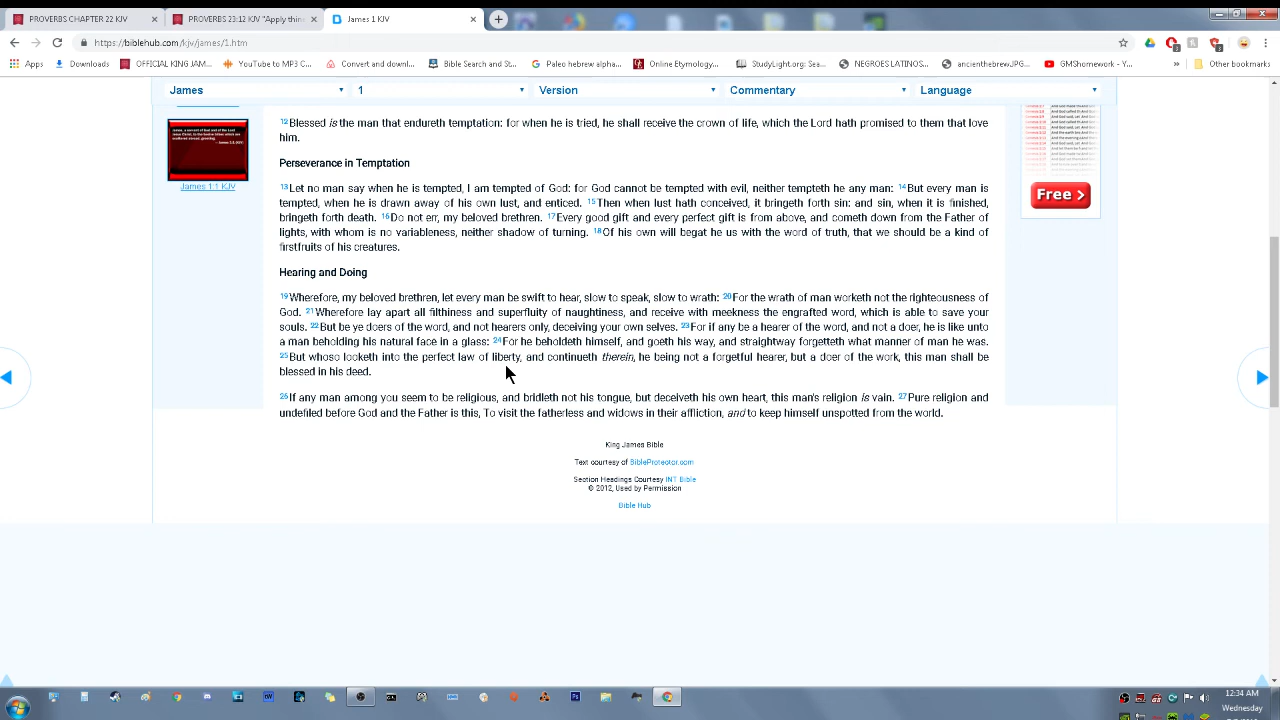 PROVERBS CHAPTER 22 KJV
PROVERBS 23:12 KJV "Apply thine
James 1 KJV
https://biblehub.com/kjv/james/1.htm
Apps
Downloads
OFFICIAL KING JAM...
YouTube to MP3 C...
Convert and downl...
Bible Search and S...
Paleo hebrew alpha...
Online Etymology...
StudyLight.org: Sea...
NEGROES LATINOS...
ancienthebrewJPG...
GMShomework - Y...
»
Other bookmarks
James
1
Version
Commentary
Language
James 1:1 KJV
Free >
12Blessed is the man that endureth temptation: for when he is tried, he shall receive the crown of life, which the Lord hath promised to them that love
him.
Perseverance in Temptation
13Let no man say when he is tempted, I am tempted of God: for God cannot be tempted with evil, neither tempteth he any man: 14But every man is
tempted, when he is drawn away of his own lust, and enticed. 15Then when lust hath conceived, it bringeth forth sin: and sin, when it is finished,
bringeth forth death. 16Do not err, my beloved brethren. 17Every good gift and every perfect gift is from above, and cometh down from the Father of
lights, with whom is no variableness, neither shadow of turning. 18Of his own will begat he us with the word of truth, that we should be a kind of
firstfruits of his creatures.
Hearing and Doing
19Wherefore, my beloved brethren, let every man be swift to hear, slow to speak, slow to wrath: 20For the wrath of man worketh not the righteousness of
God. 21Wherefore lay apart all filthiness and superfluity of naughtiness, and receive with meekness the engrafted word, which is able to save your
souls. 22But be ye doers of the word, and not hearers only, deceiving your own selves. 23For if any be a hearer of the word, and not a doer, he is like unto
a man beholding his natural face in a glass: 24For he beholdeth himself, and goeth his way, and straightway forgetteth what manner of man he was.
25But whoso looketh into the perfect law of liberty, and continueth therein, he being not a forgetful hearer, but a doer of the work, this man shall be
blessed in his deed.
26If any man among you seem to be religious, and bridleth not his tongue, but deceiveth his own heart, this man's religion is vain. 27Pure religion and
undefiled before God and the Father is this, To visit the fatherless and widows in their affliction, and to keep himself unspotted from the world.
King James Bible
Text courtesy of BibleProtector.com
Section Headings Courtesy INT Bible
© 2012, Used by Permission
Bible Hub
12:34 AM
Wednesday